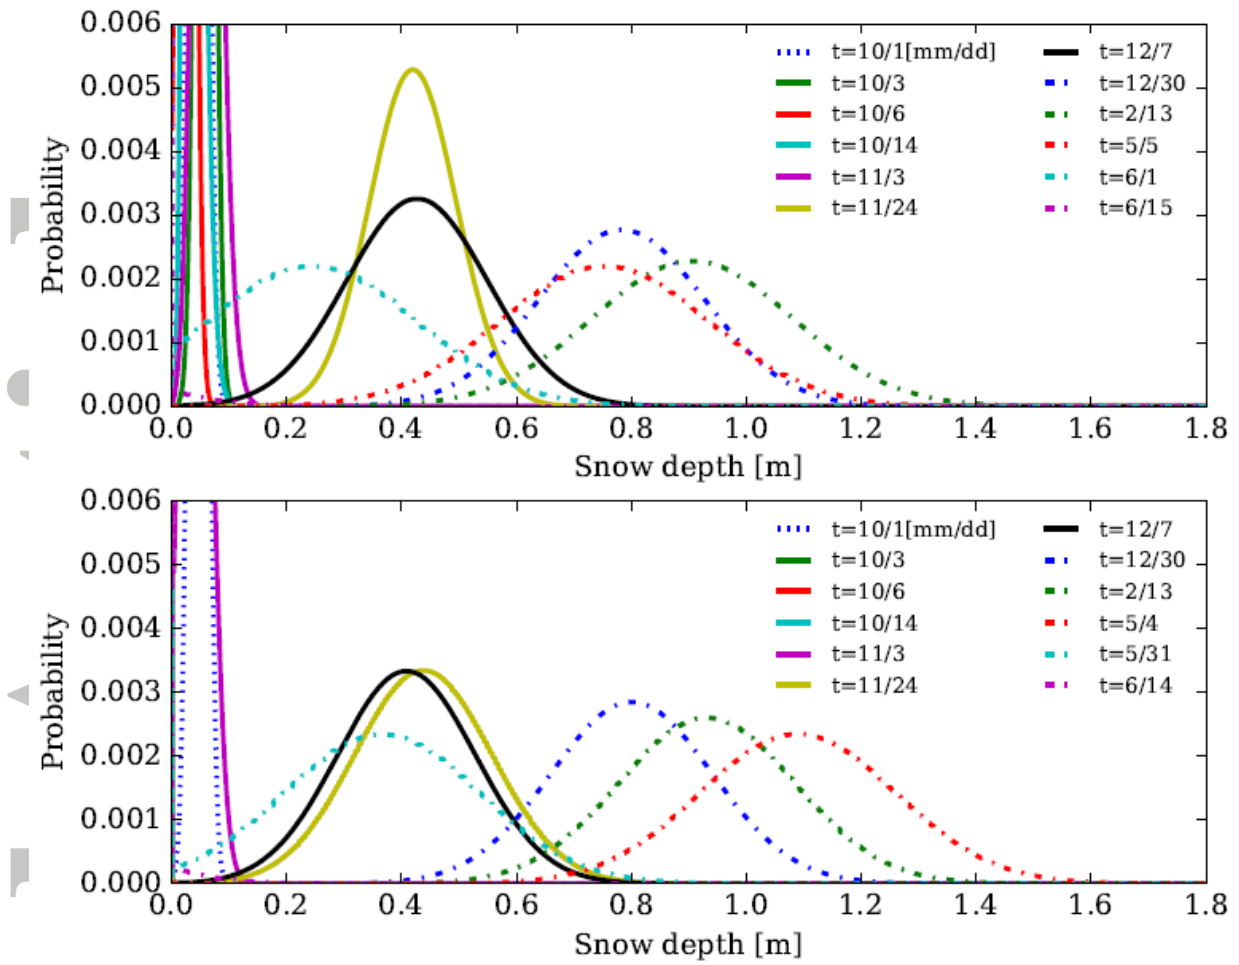 0.006
0.005
0.004
0.003
0.002
0.001
0.000
Probability
t=10/1[mm/dd]
t=10/3
t=10/6
t=10/14
t=11/3
t=11/24
t=12/7
t=12/30
t=2/13
t=5/5
t=6/1
t=6/15
0.0 0.2 0.4 0.6 0.8 1.0 1.2 1.4 1.6 1.8
Snow depth [m]
0.006
0.005
0.004
0.003
0.002
0.001
0.000
Probability
t=10/1[mm/dd]
t=10/3
t=10/6
t=10/14
t=11/3
t=11/24
t=12/7
t=12/30
t=2/13
t=5/4
t=5/31
t=6/14
0.0 0.2 0.4 0.6 0.8 1.0 1.2 1.4 1.6 1.8
Snow depth [m]